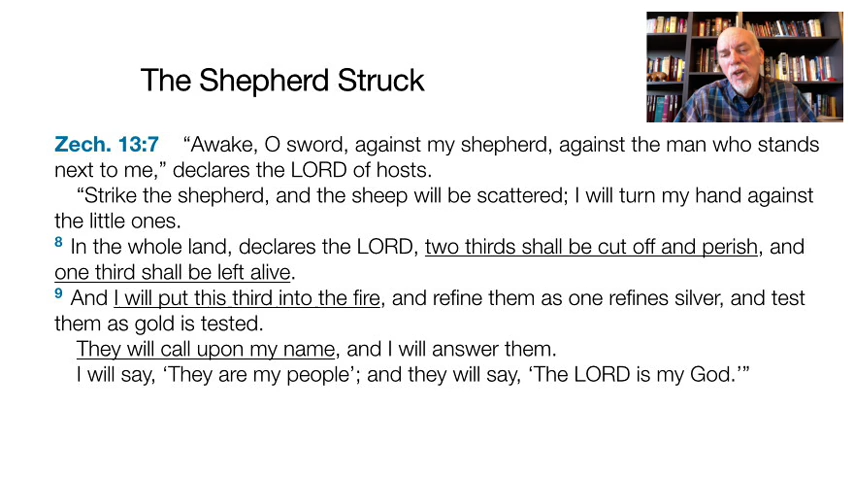 The Shepherd Struck
Zech. 13:7 “Awake, O sword, against my shepherd, against the man who stands
next to me,” declares the LORD of hosts.
“Strike the shepherd, and the sheep will be scattered; I will turn my hand against
the little ones.
8 In the whole land, declares the LORD, two thirds shall be cut off and perish, and
one third shall be left alive.
9 And I will put this third into the fire, and refine them as one refines silver, and test
them as gold is tested.
They will call upon my name, and I will answer them.
I will say, ‘They are my people’; and they will say, ‘The LORD is my God.’”